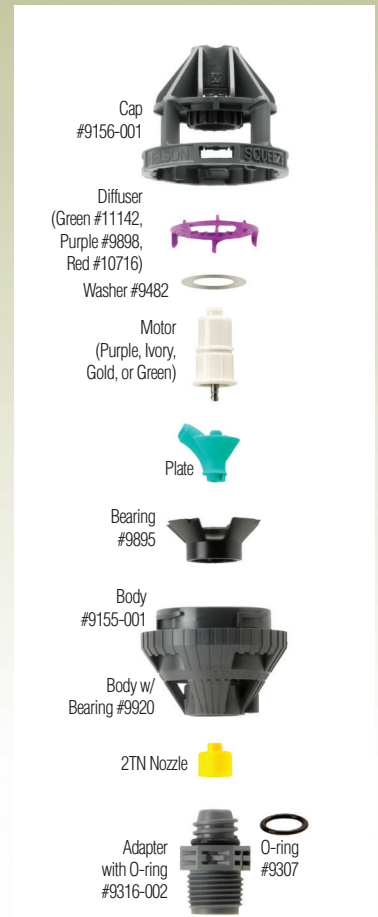 Cap
#9156-001
SQUEEZE
Diffuser
(Green #11142,
Purple #9898,
Red #10716)
Washer #9482
Motor
(Purple, Ivory,
Gold, or Green)
Plate
Bearing
#9895
Body
#9155-001
Body w/
Bearing #9920
2TN Nozzle
Adapter
with O-ring
#9316-002
O-ring
#9307